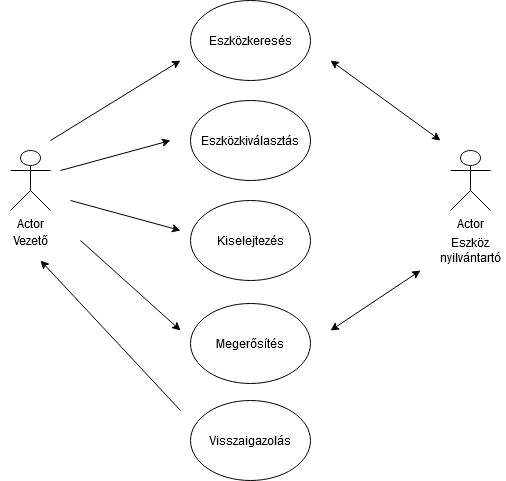 Eszközkeresés
Eszközkiválasztás
Actor
Vezető
Kiselejtezés
Actor
Eszköz
nyilvántartó
Megerősítés
Visszaigazolás